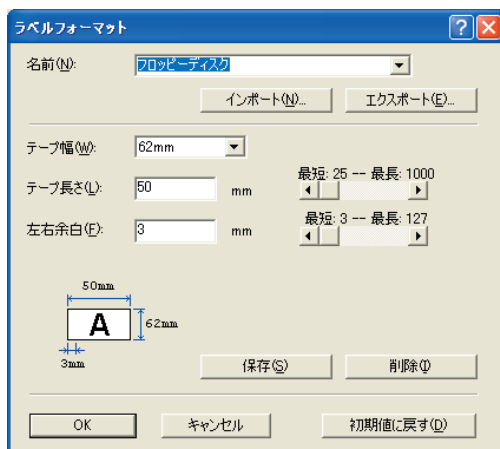 ラベルフォーマット
名前(N): フロッピーディスク
インポート(N)... エクスポート(E)...
テープ幅(W): 62mm
最短: 25 -- 最長: 1000
テープ長さ(L): 50 mm
最短: 3 -- 最長: 127
左右余白(F): 3 mm
50mm
A 62mm
3mm
保存(S) 削除(I)
OK キャンセル 初期値に戻す(D)